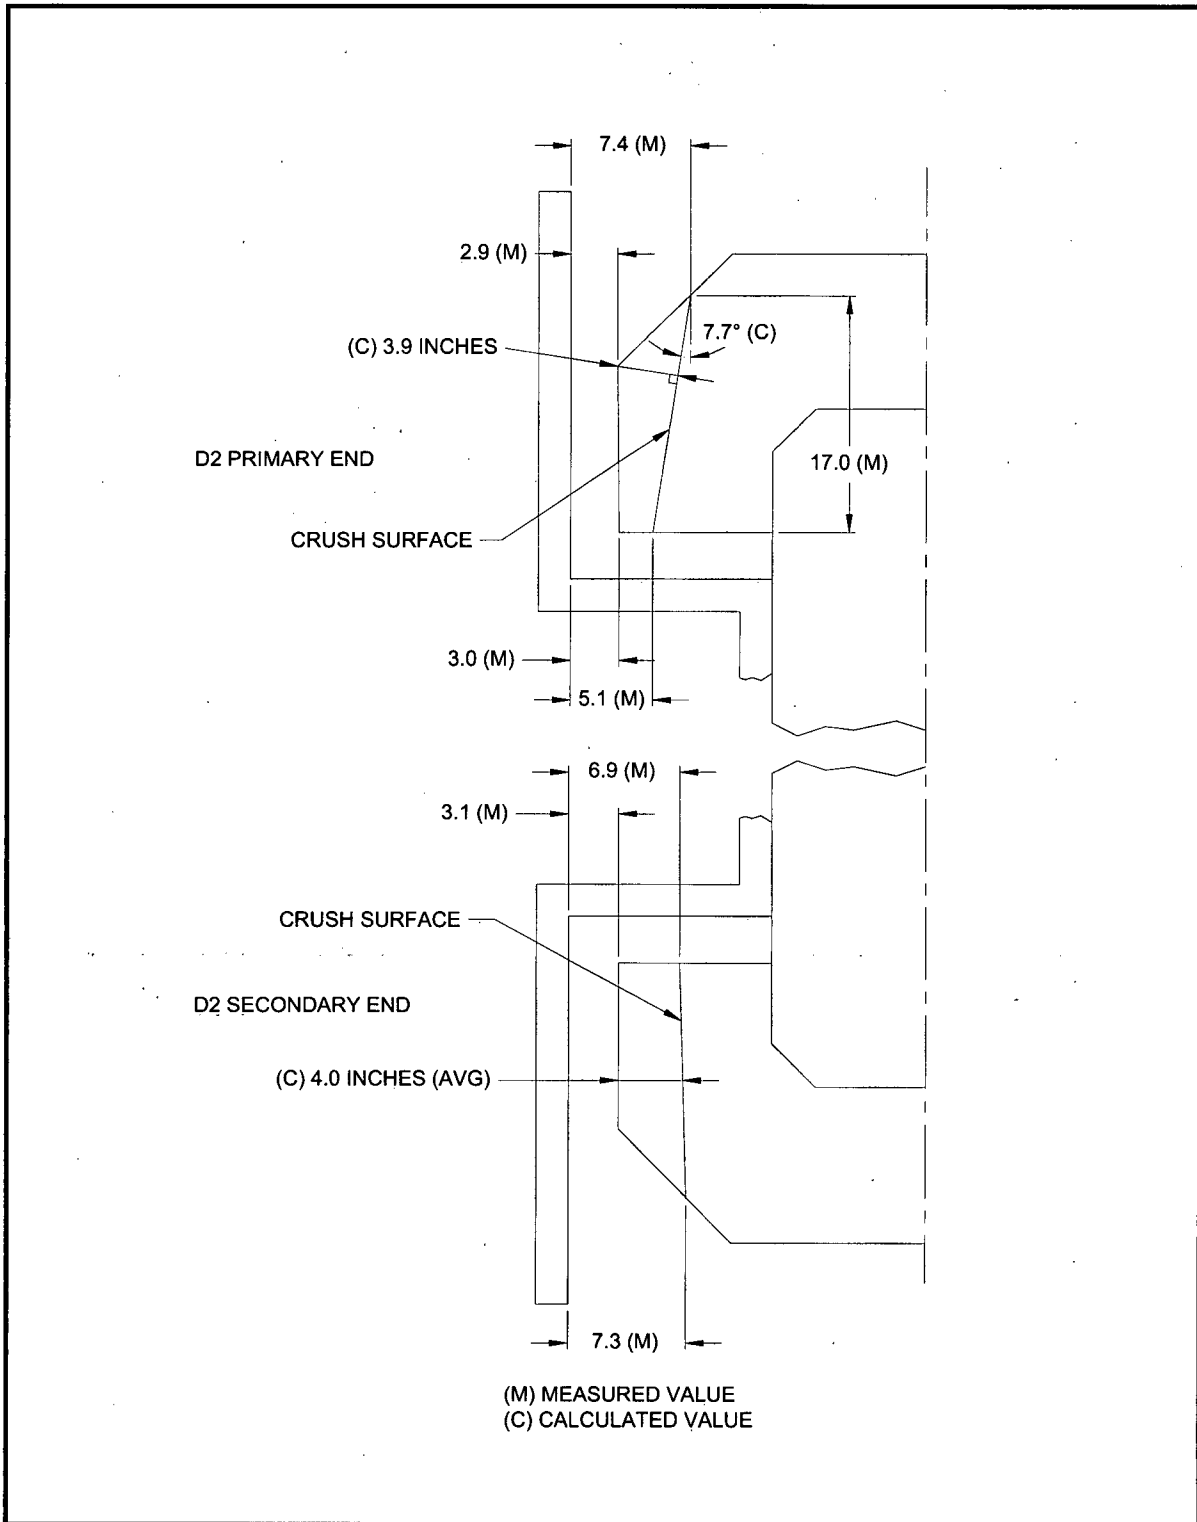 7.4 (M)
2.9 (M)
7.7° (C)
(C) 3.9 INCHES
D2 PRIMARY END
17.0 (M)
CRUSH SURFACE
3.0 (M)
5.1 (M)
6.9 (M)
3.1 (M)
CRUSH SURFACE
D2 SECONDARY END
(C) 4.0 INCHES (AVG)
7.3 (M)
(M) MEASURED VALUE
(C) CALCULATED VALUE